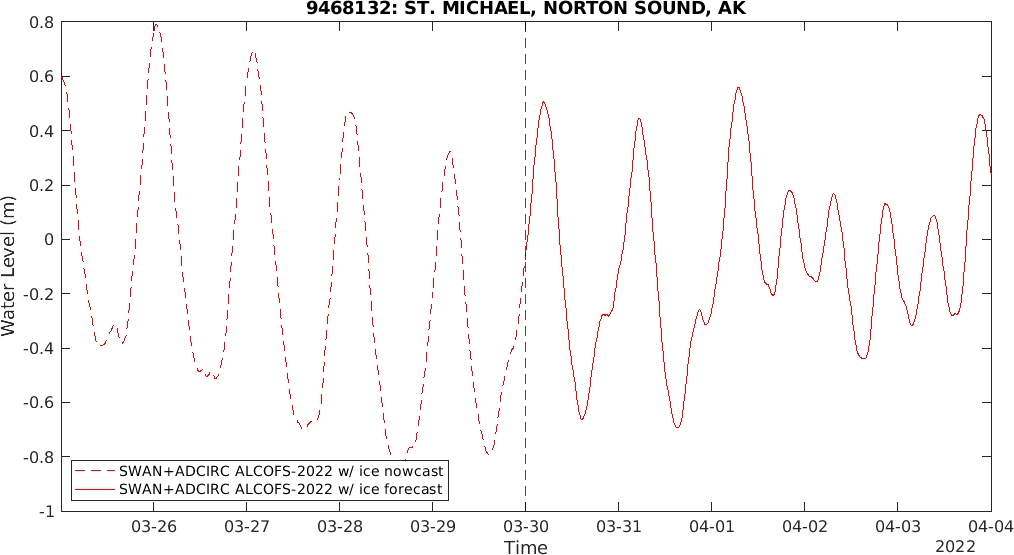 9468132: ST. MICHAEL, NORTON SOUND, AK
Water Level (m)
0.8
0.6
0.4
0.2
0
-0.2
-0.4
-0.6
-0.8
-1
SWAN+ADCIRC ALCOFS-2022 w/ ice nowcast
SWAN+ADCIRC ALCOFS-2022 w/ ice forecast
03-26 03-27 03-28 03-29 03-30 03-31 04-01 04-02 04-03 04-04
Time
2022